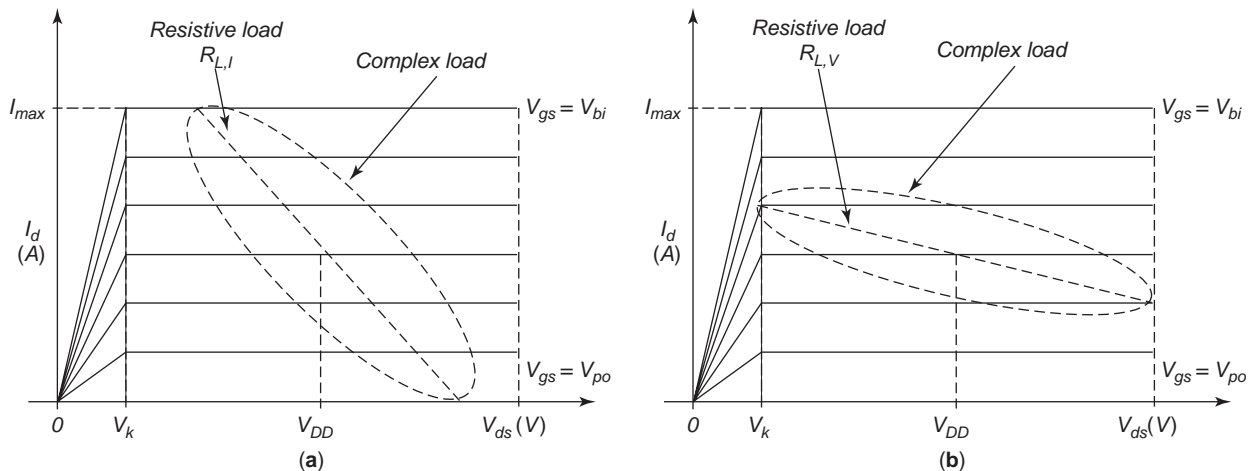 Resistive load
R_{L,I}
Complex load
I_{max}
V_{gs} = V_{bi}
I_d
(A)
V_{gs} = V_{po}
0
V_k
V_{DD}
V_{ds} (V)
(a)
Resistive load
R_{L,V}
Complex load
I_{max}
V_{gs} = V_{bi}
I_d
(A)
V_{gs} = V_{po}
0
V_k
V_{DD}
V_{ds} (V)
(b)